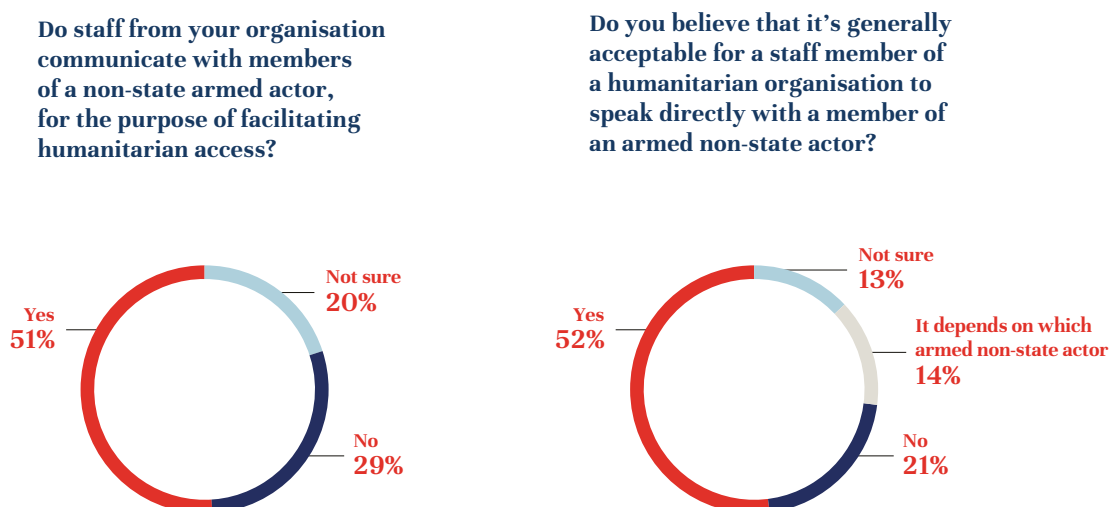 Do staff from your organisation
communicate with members
of a non-state armed actor,
for the purpose of facilitating
humanitarian access?
Not sure
20%
Yes
51%
No
29%
Do you believe that it's generally
acceptable for a staff member of
a humanitarian organisation to
speak directly with a member of
an armed non-state actor?
Not sure
13%
Yes
52%
It depends on which
armed non-state actor
14%
No
21%